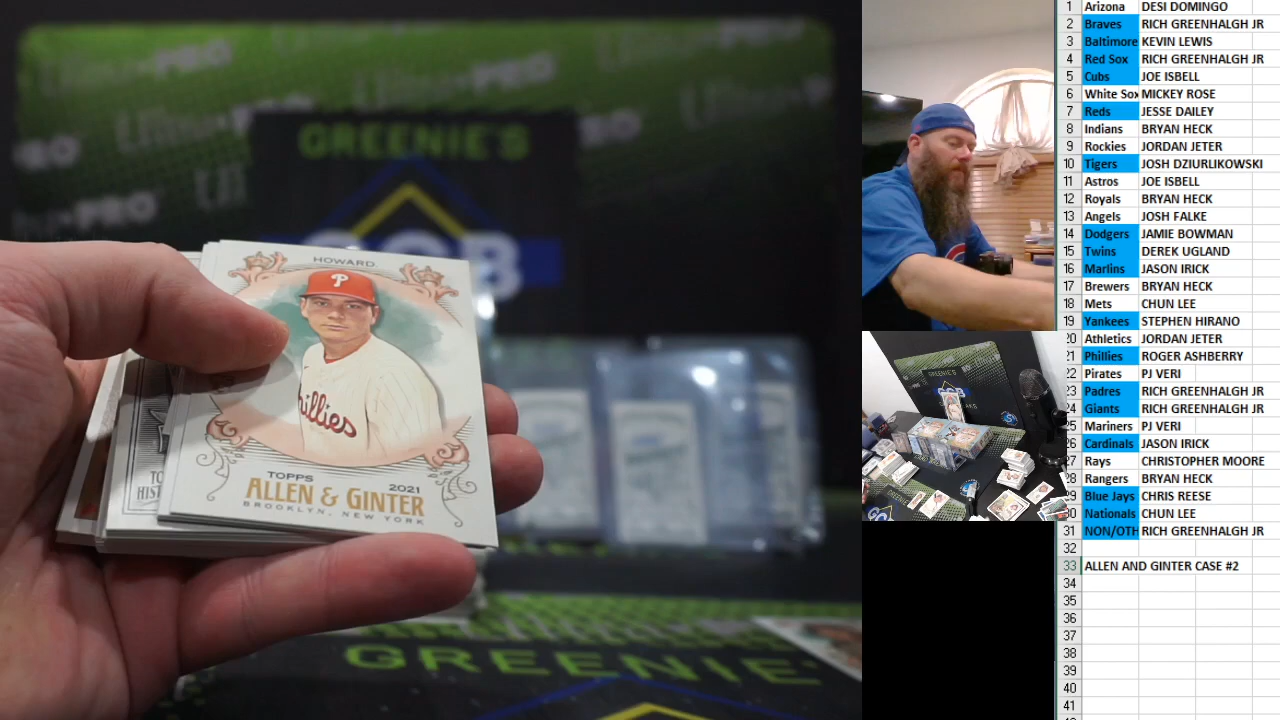 GREENIE'S
GCB
PRO
HOWARD
P
Phillies
TOPPS 2021
ALLEN & GINTER
BROOKLYN, NEW YORK
TO
HIST
GREENIE'
1 Arizona DESI DOMINGO
2 Braves RICH GREENHALGH JR
3 Baltimore KEVIN LEWIS
4 Red Sox RICH GREENHALGH JR
5 Cubs JOE ISBELL
6 White Sox MICKEY ROSE
7 Reds JESSE DAILEY
8 Indians BRYAN HECK
9 Rockies JORDAN JETER
10 Tigers JOSH DZIURLIKOWSKI
11 Astros JOE ISBELL
12 Royals BRYAN HECK
13 Angels JOSH FALKE
14 Dodgers JAMIE BOWMAN
15 Twins DEREK UGLAND
16 Marlins JASON IRICK
17 Brewers BRYAN HECK
18 Mets CHUN LEE
19 Yankees STEPHEN HIRANO
20 Athletics JORDAN JETER
21 Phillies ROGER ASHBERRY
22 Pirates PJ VERI
23 Padres RICH GREENHALGH JR
24 Giants RICH GREENHALGH JR
25 Mariners PJ VERI
26 Cardinals JASON IRICK
27 Rays CHRISTOPHER MOORE
28 Rangers BRYAN HECK
29 Blue Jays CHRIS REESE
30 Nationals CHUN LEE
31 NON/OTH RICH GREENHALGH JR
32
33 ALLEN AND GINTER CASE #2
34
35
36
37
38
39
40
41